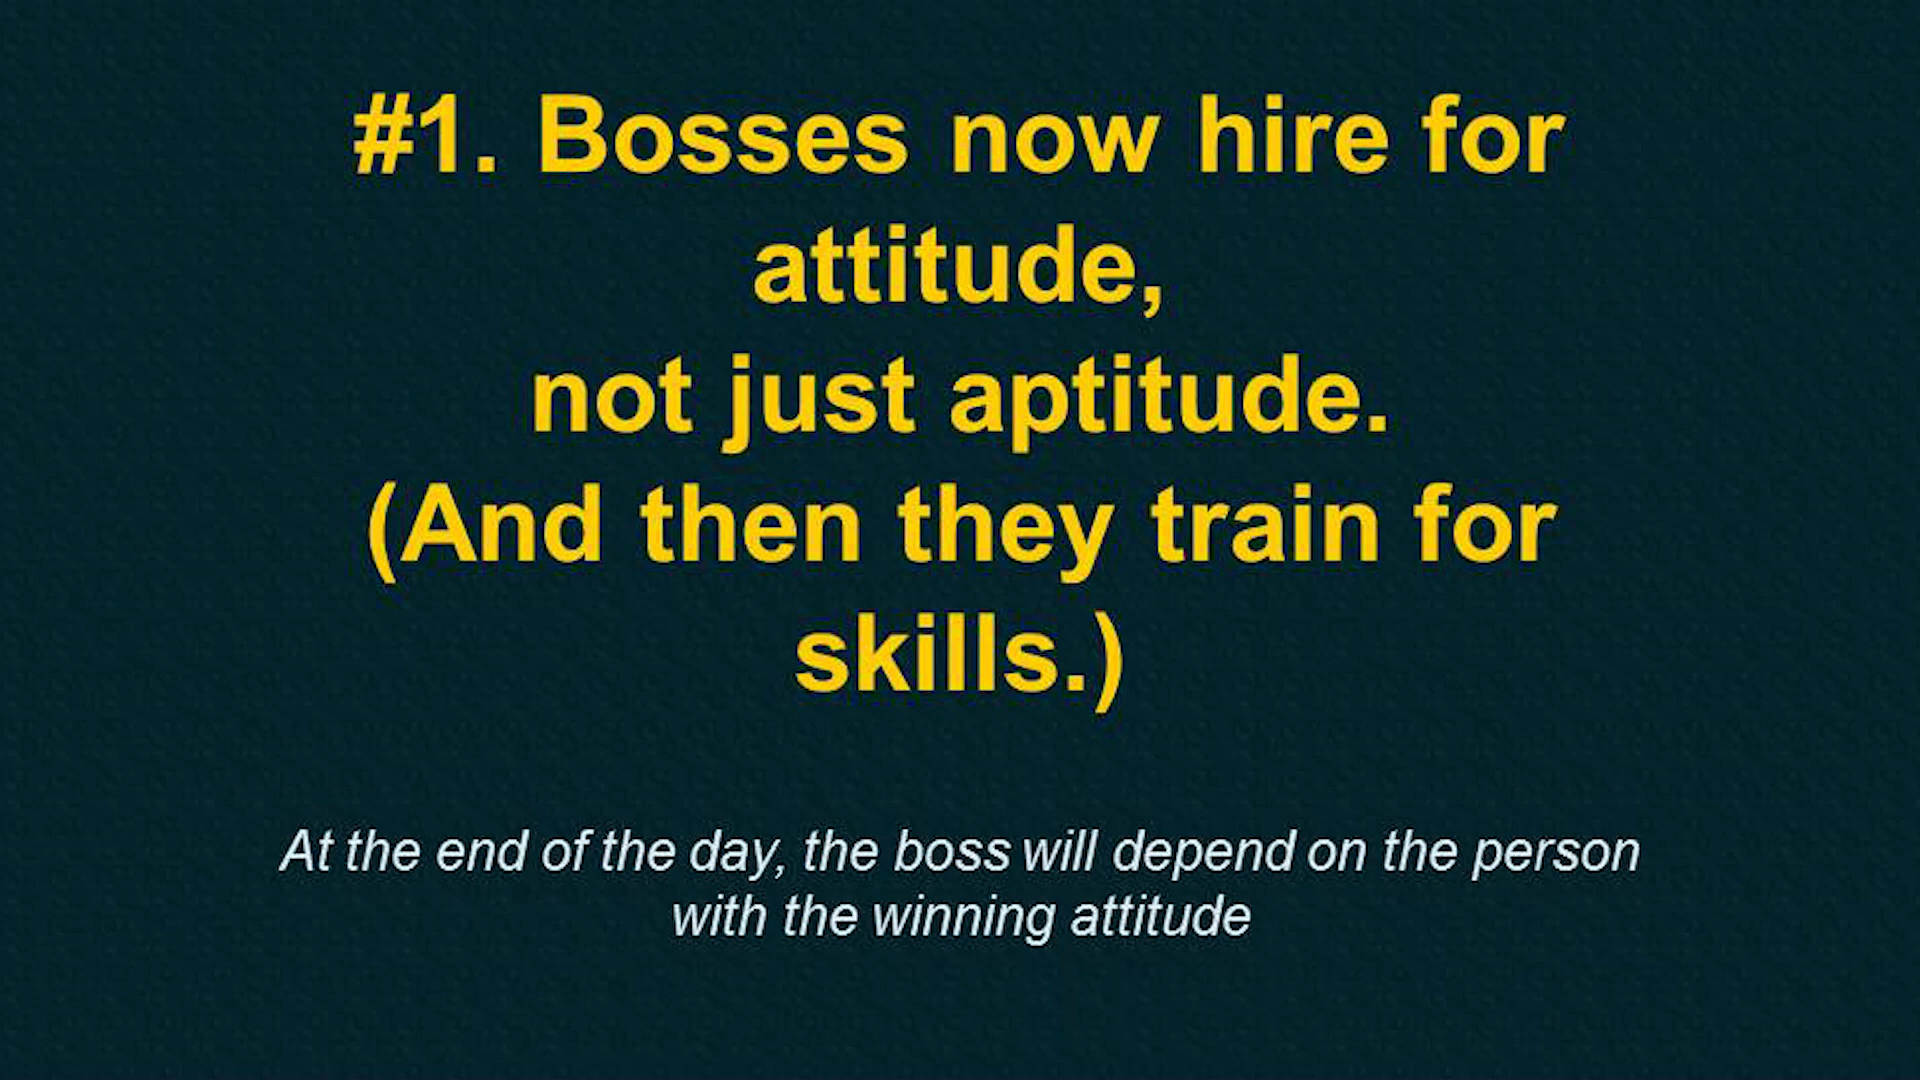 #1. Bosses now hire for
attitude,
not just aptitude.
(And then they train for
skills.)
At the end of the day, the boss will depend on the person
with the winning attitude